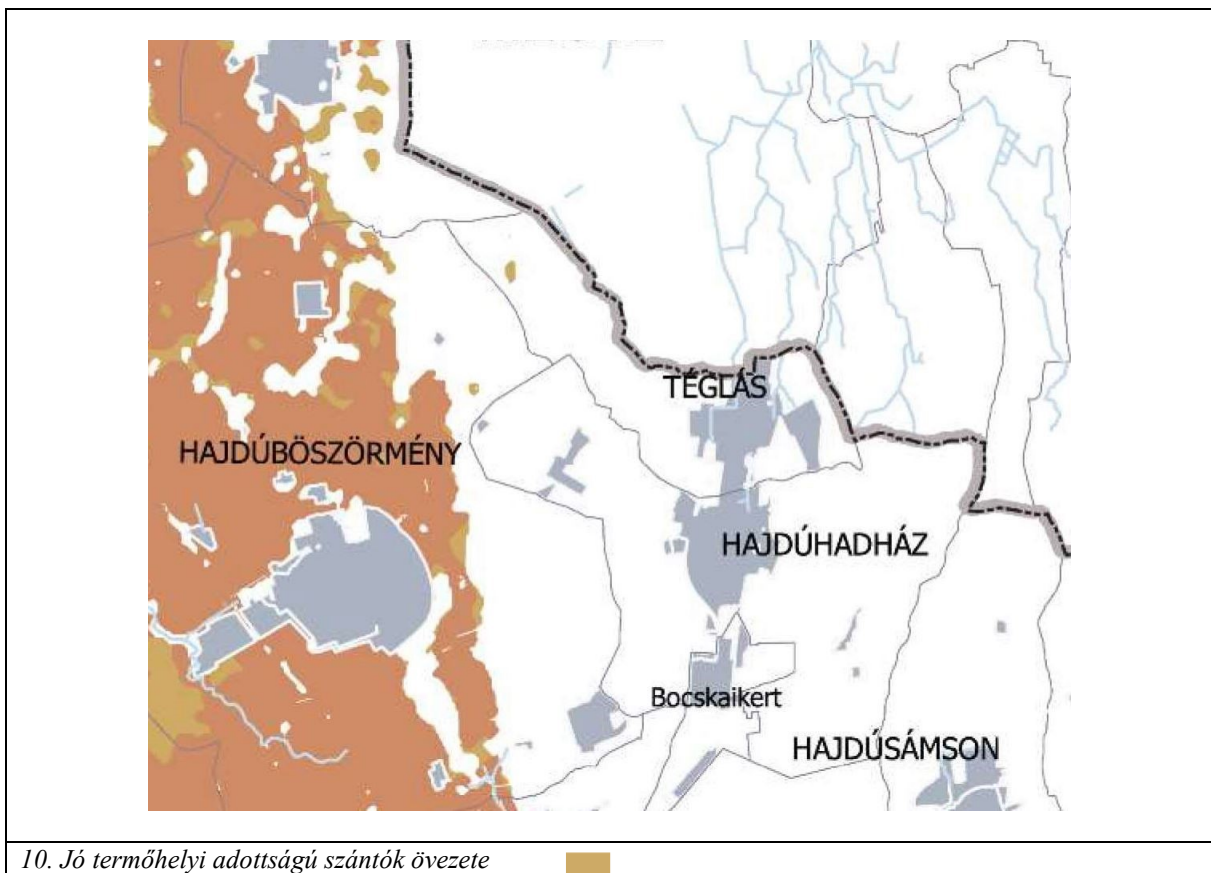 TÉGLÁS
HAJDÚBÖSZÖRMÉNY
HAJDÚHADHÁZ
Bocskaikert
HAJDÚSÁMSON
10. Jó termőhelyi adottságú szántók övezete